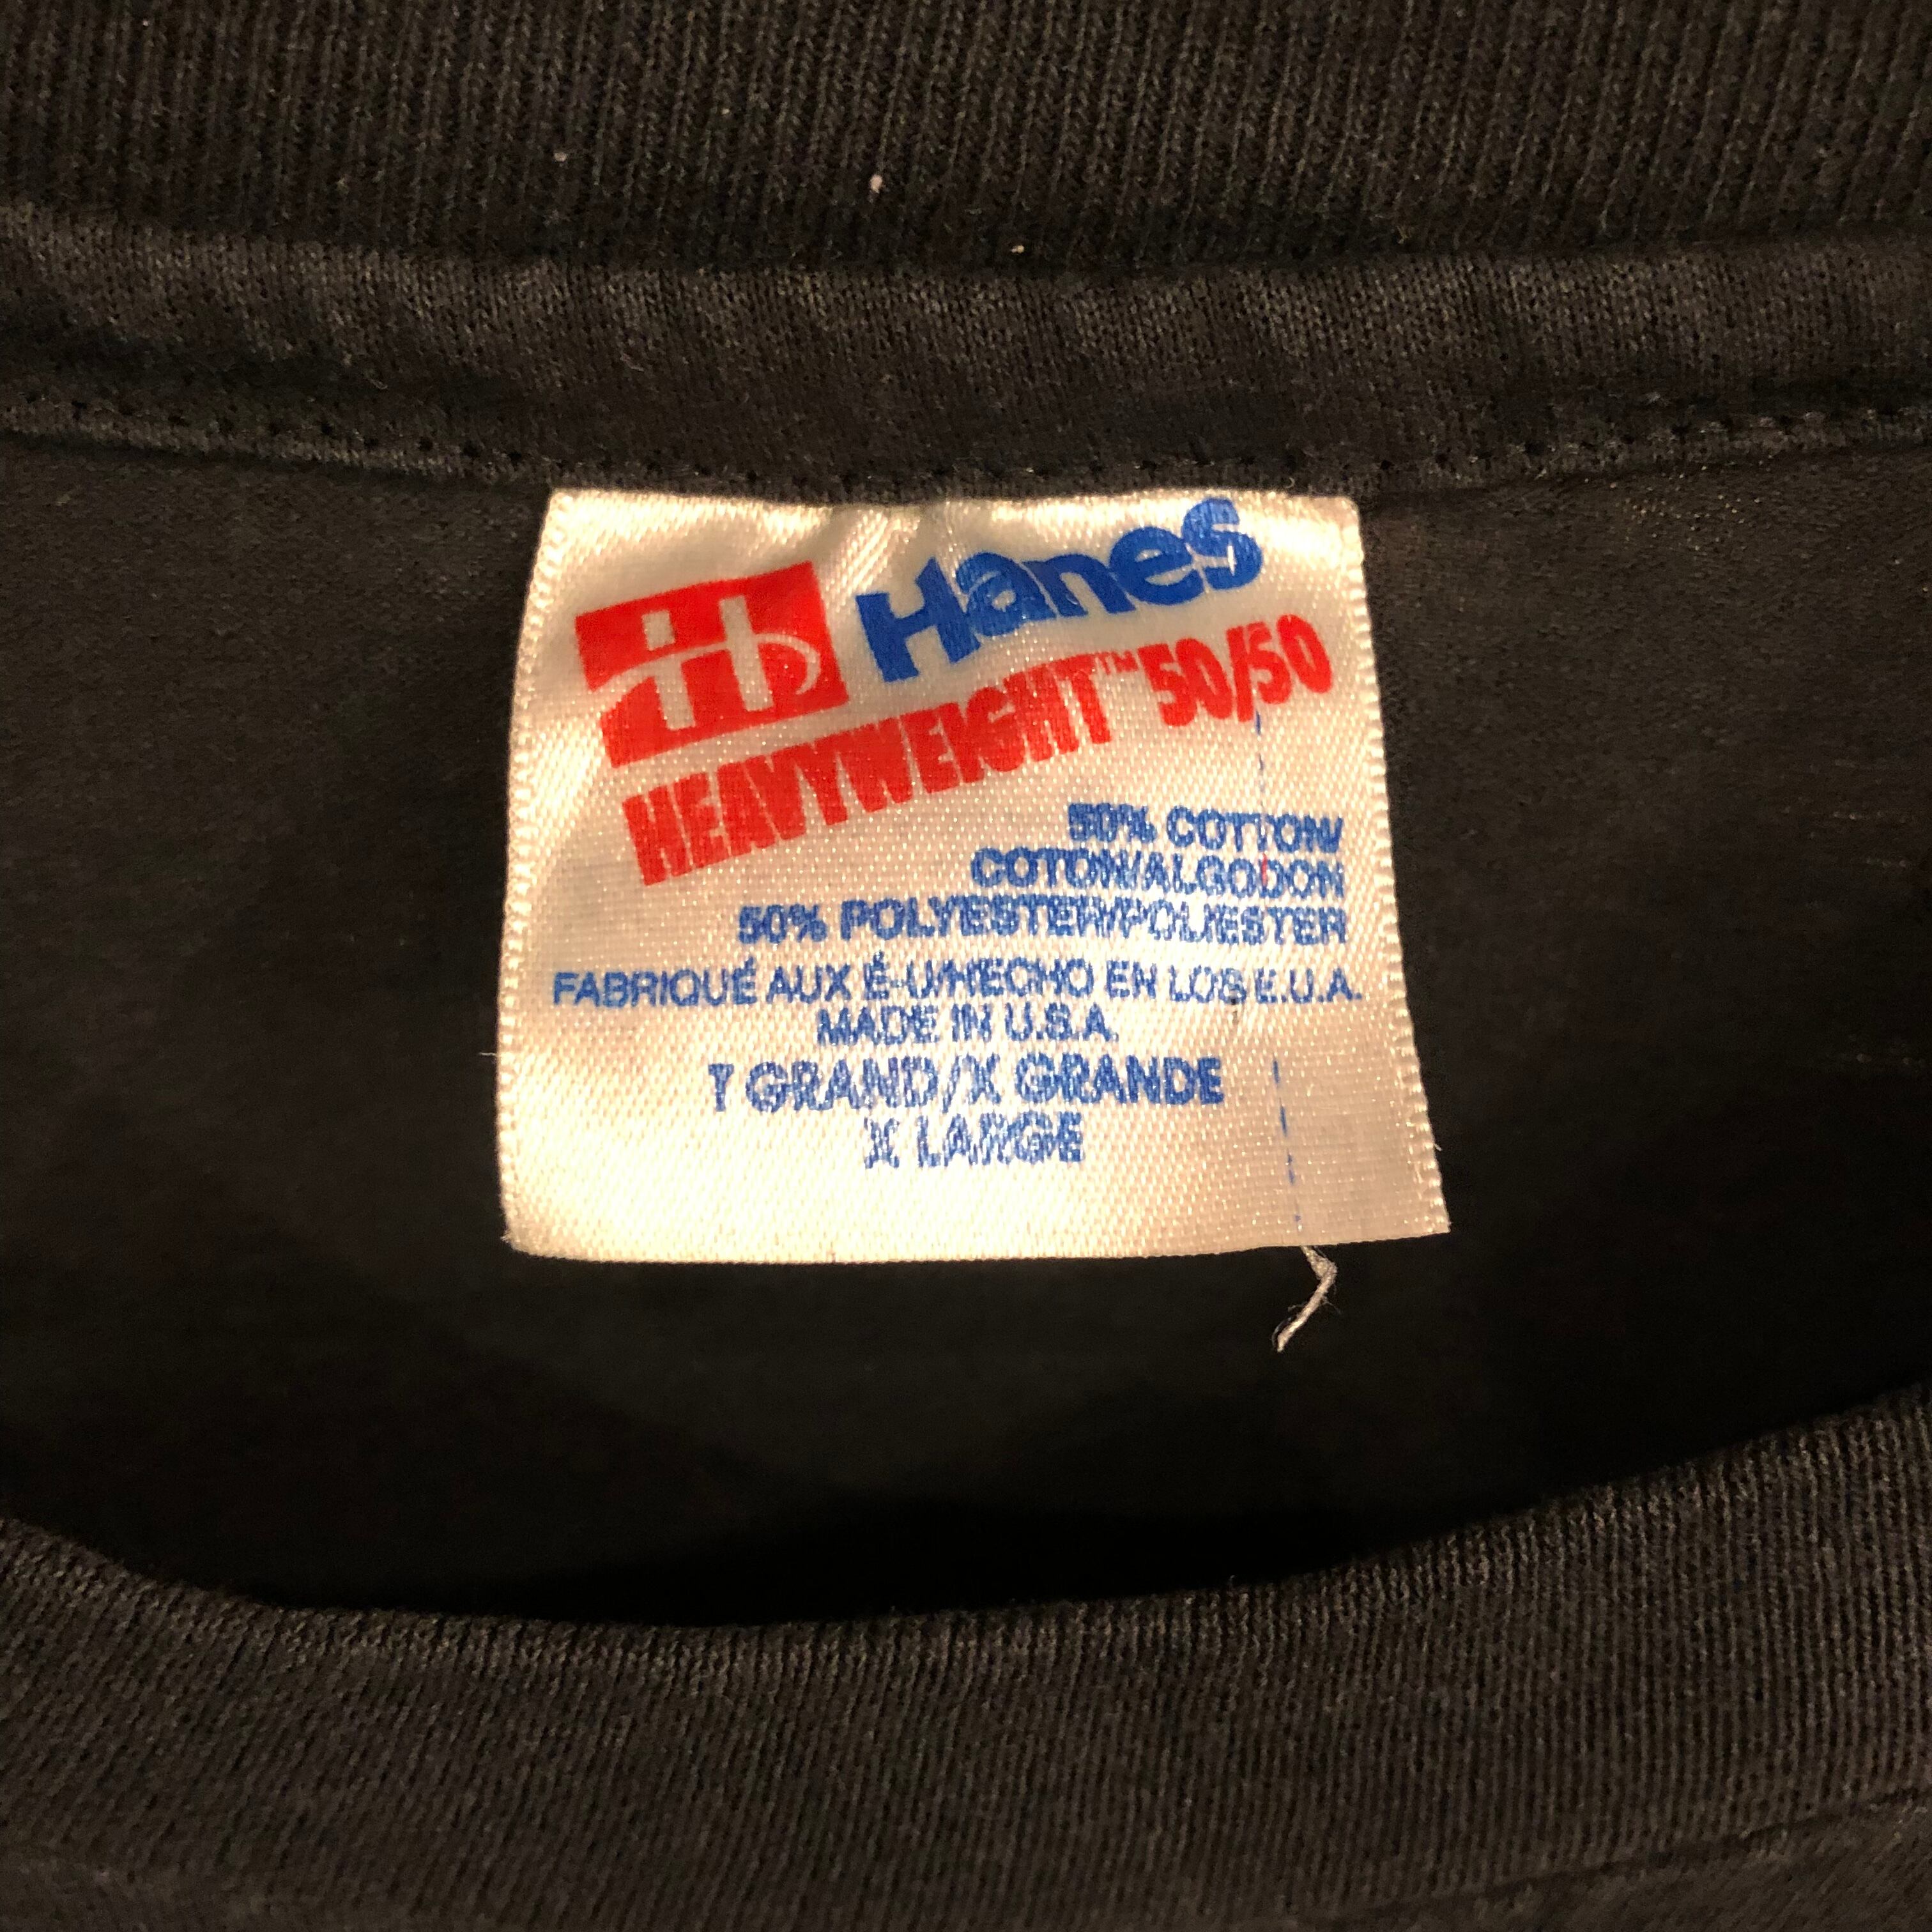 Hanes
HEAVYWEIGHT™ 50/50
50% COTTON/
COTON/ALGODON
50% POLYESTER/POLIESTER
FABRIQUÉ AUX É-U/HECHO EN LOS E.U.A.
MADE IN U.S.A.
T GRAND/X GRANDE
X LARGE